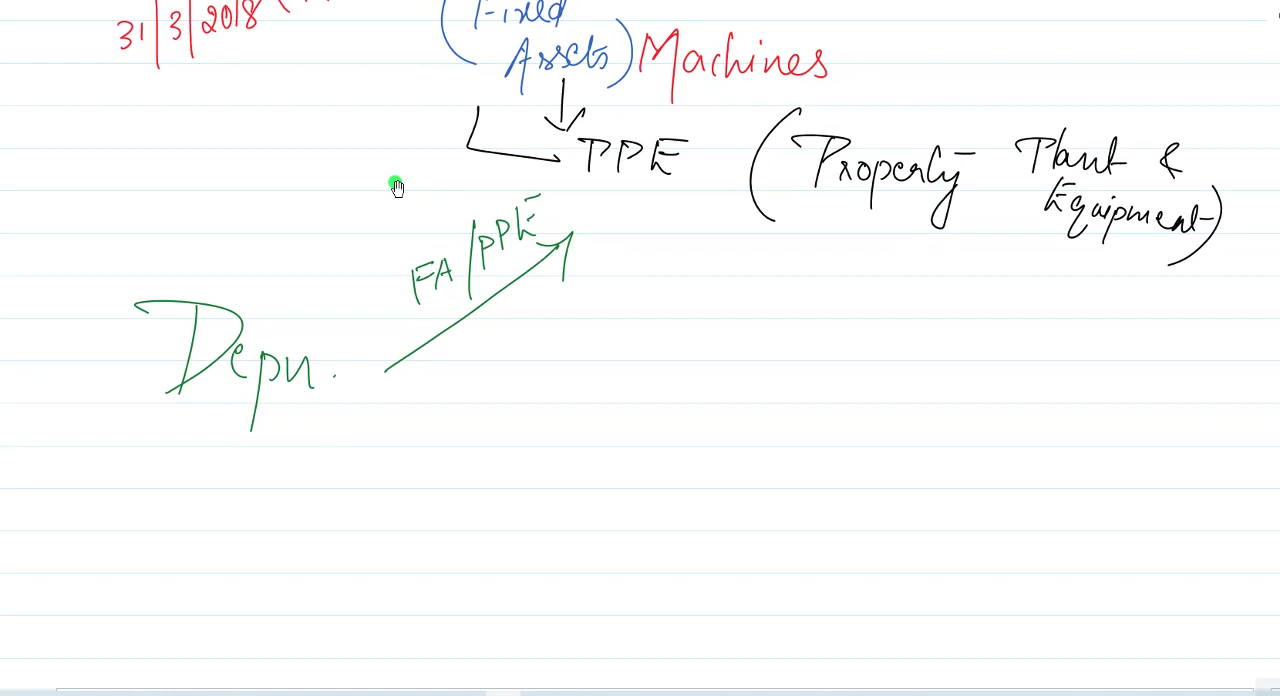 31/3/2018 (
(Fixed
Assets) Machines
PPE (Property Plant &
Equipment)
FA/PPE
Depn.